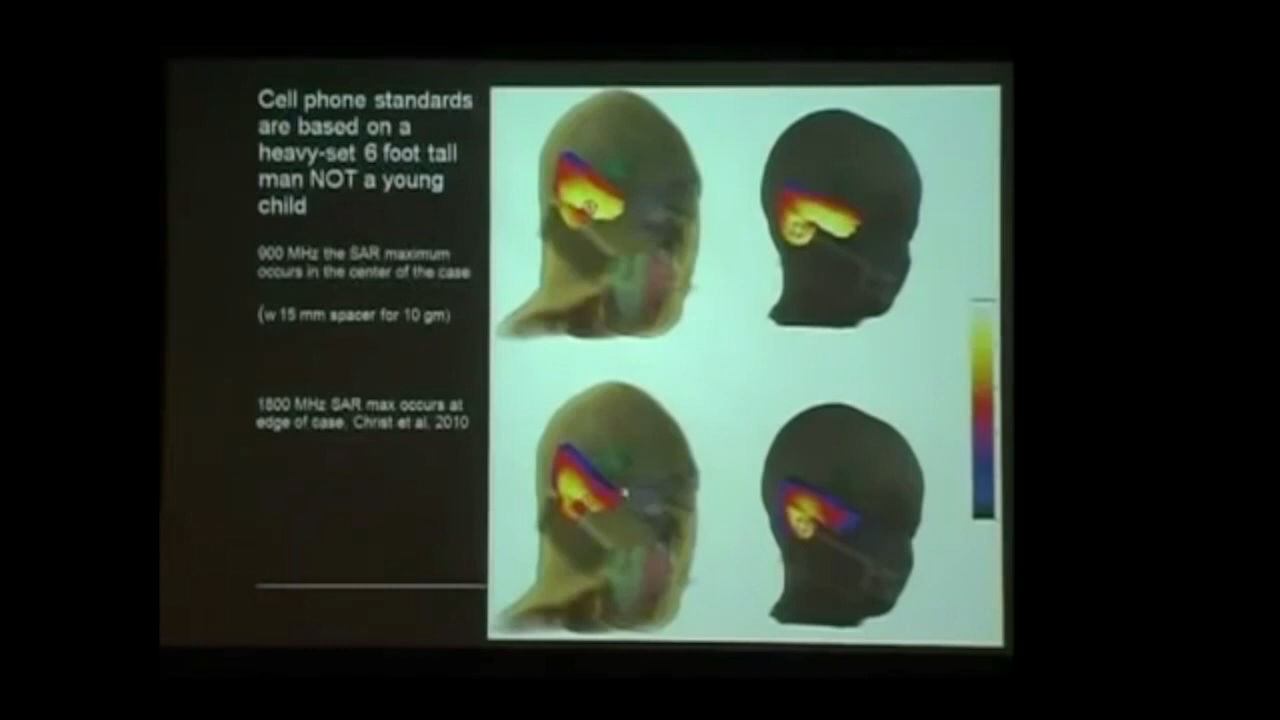 Cell phone standards
are based on a
heavy-set 6 foot tall
man NOT a young
child
900 MHz the SAR maximum
occurs in the center of the case
(w 15 mm spacer for 10 gm)
1800 MHz SAR max occurs at
edge of case. Christ et al. 2010